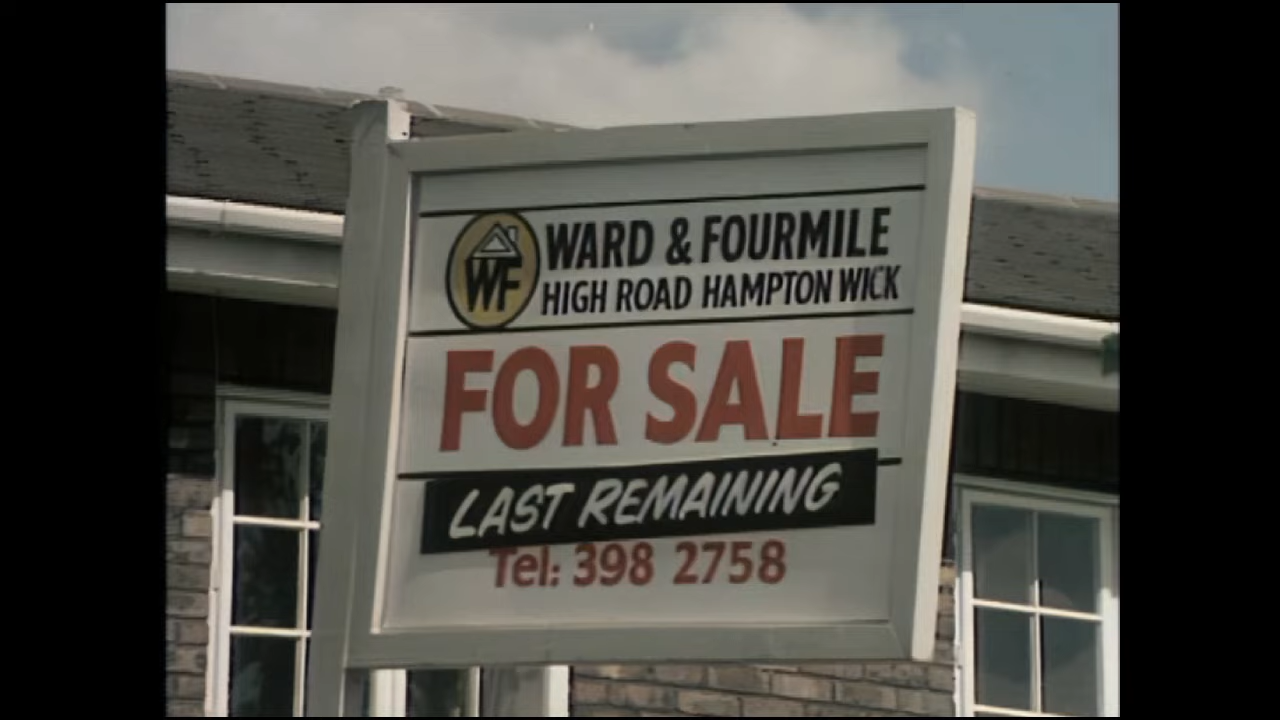 WF
WARD & FOURMILE
HIGH ROAD HAMPTON WICK
FOR SALE
LAST REMAINING
Tel: 398 2758